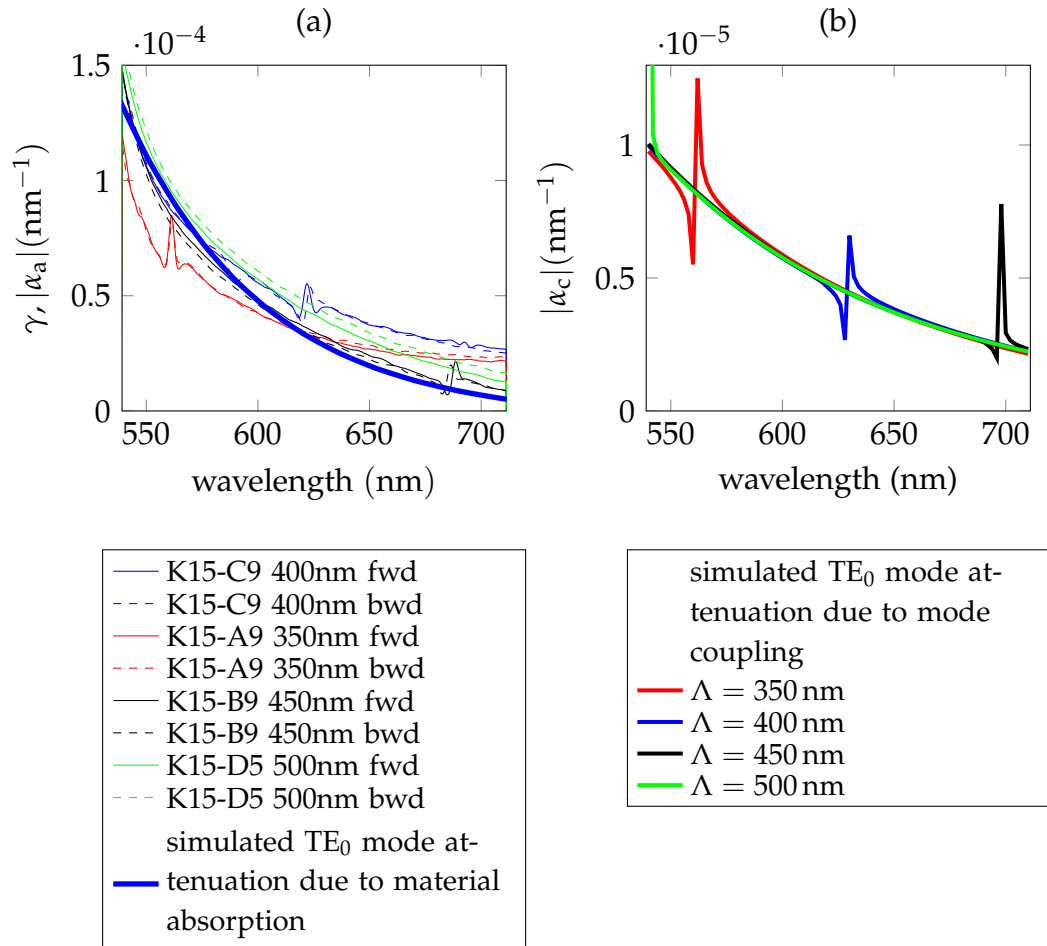 (a)
·10−4
1.5
1
0.5
0
550 600 650 700
wavelength (nm)
γ, |αa|(nm−1)
(b)
·10−5
1
0.5
0
550 600 650 700
wavelength (nm)
|αc|(nm−1)
K15-C9 400nm fwd
K15-C9 400nm bwd
K15-A9 350nm fwd
K15-A9 350nm bwd
K15-B9 450nm fwd
K15-B9 450nm bwd
K15-D5 500nm fwd
K15-D5 500nm bwd
simulated TE0 mode at-
tenuation due to material
absorption
simulated TE0 mode at-
tenuation due to mode
coupling
Λ = 350 nm
Λ = 400 nm
Λ = 450 nm
Λ = 500 nm